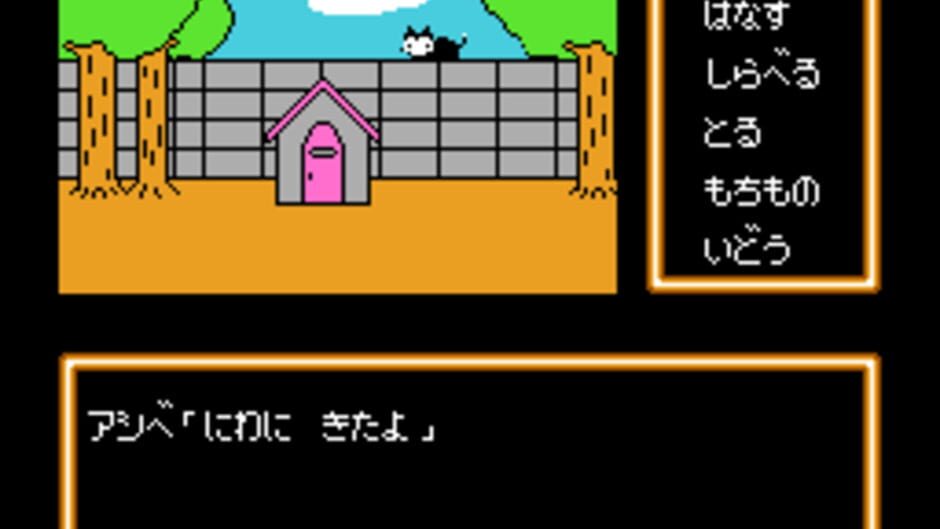 はなす
しらべる
とる
もちもの
いどう
アシベ「にわに　きたよ」